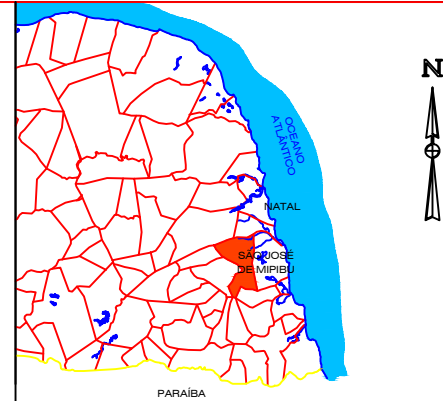 N
OCEANO
ATLÂNTICO
NATAL
SÃO JOSÉ
DE MIPIBU
PARAÍBA